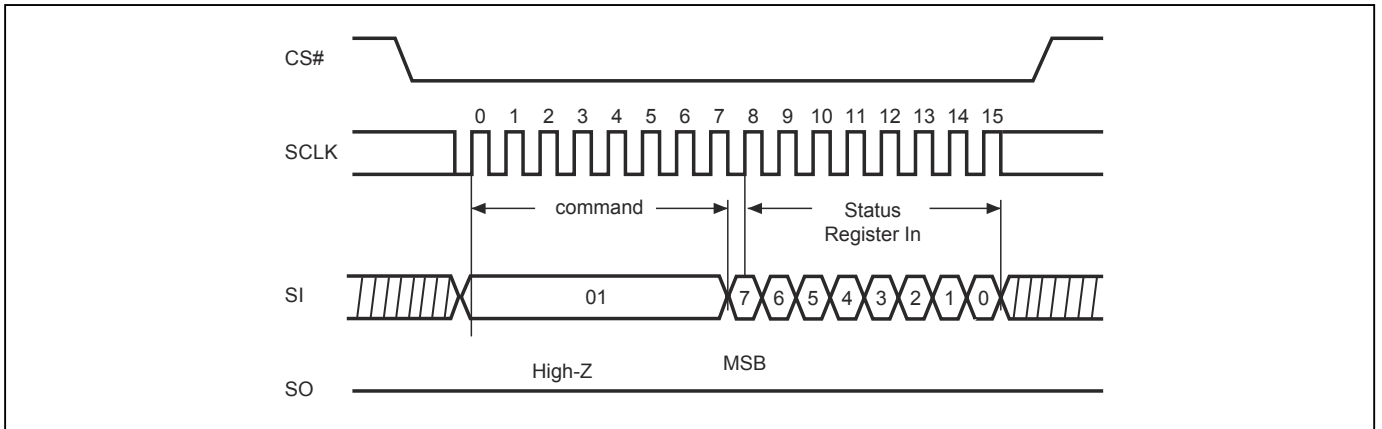 CS#
0 1 2 3 4 5 6 7 8 9 10 11 12 13 14 15
SCLK
command
Status
Register In
SI
01
7 6 5 4 3 2 1 0
High-Z
MSB
SO